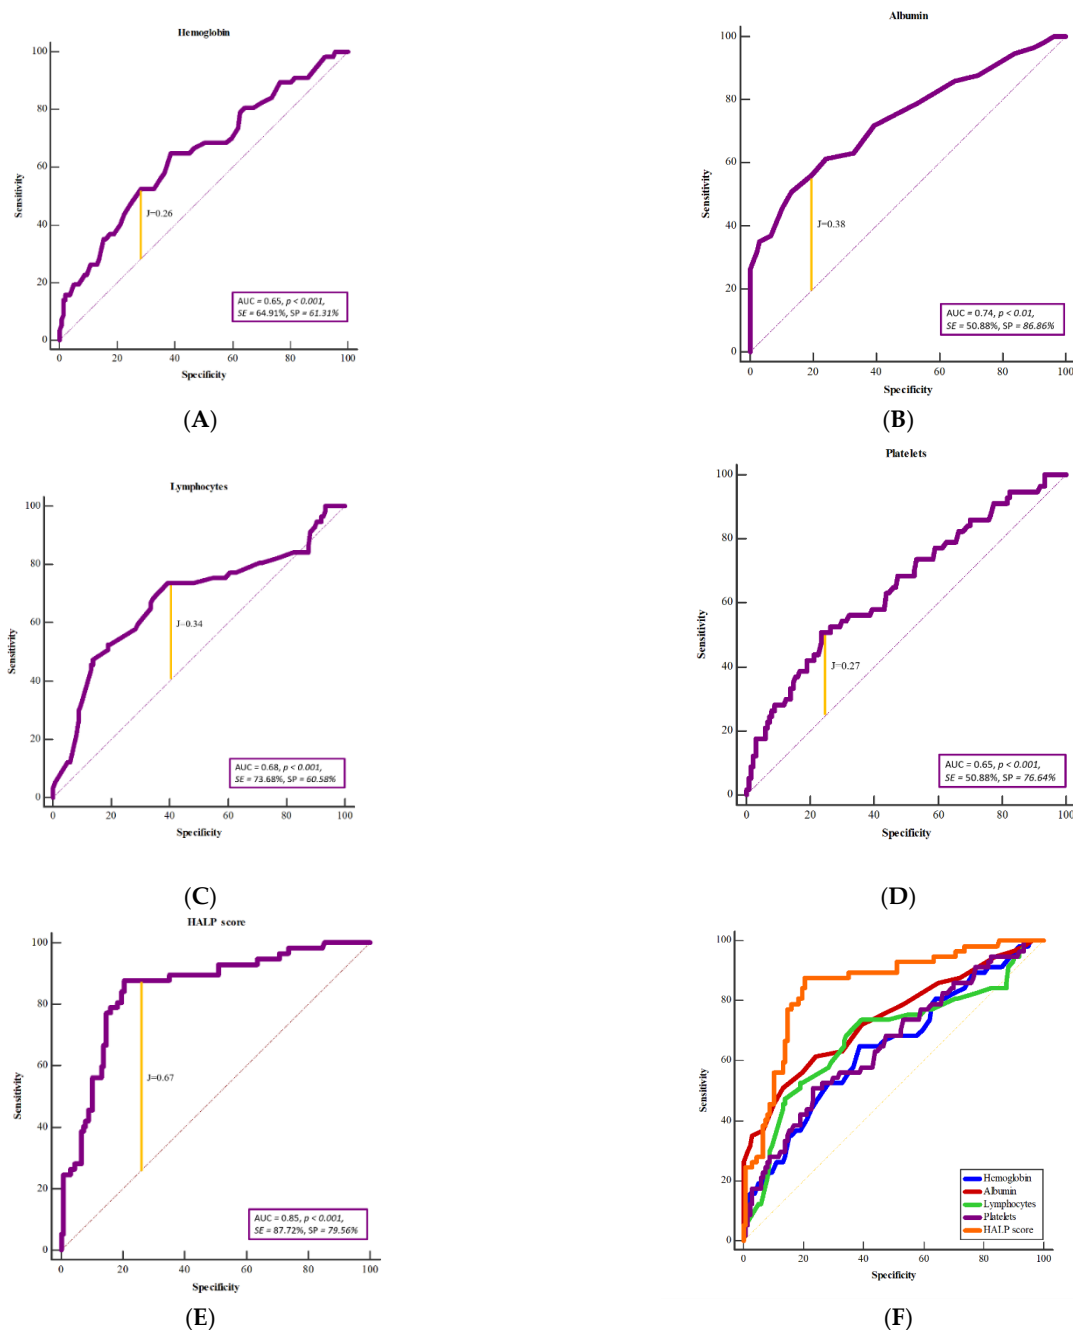 Hemoglobin
100
80
60
40
20
0
Sensitivity
J=0.26
AUC = 0.65, p < 0.001,
SE = 64.91%, SP = 61.31%
0 20 40 60 80 100
Specificity
(A)
Albumin
100
80
60
40
20
0
Sensitivity
J=0.38
AUC = 0.74, p < 0.01,
SE = 50.88%, SP = 86.86%
0 20 40 60 80 100
Specificity
(B)
Lymphocytes
100
80
60
40
20
0
Sensitivity
J=0.34
AUC = 0.68, p < 0.001,
SE = 73.68%, SP = 60.58%
0 20 40 60 80 100
Specificity
(C)
Platelets
100
80
60
40
20
0
Sensitivity
J=0.27
AUC = 0.65, p < 0.001,
SE = 50.88%, SP = 76.64%
0 20 40 60 80 100
Specificity
(D)
HALP score
100
80
60
40
20
0
Sensitivity
J=0.67
AUC = 0.85, p < 0.001,
SE = 87.72%, SP = 79.56%
0 20 40 60 80 100
Specificity
(E)
100
80
60
40
20
0
Sensitivity
Hemoglobin
Albumin
Lymphocytes
Platelets
HALP score
0 20 40 60 80 100
Specificity
(F)